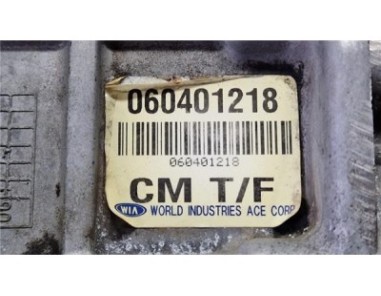 060401218
060401218
CM T/F
WIA WORLD INDUSTRIES ACE CORP